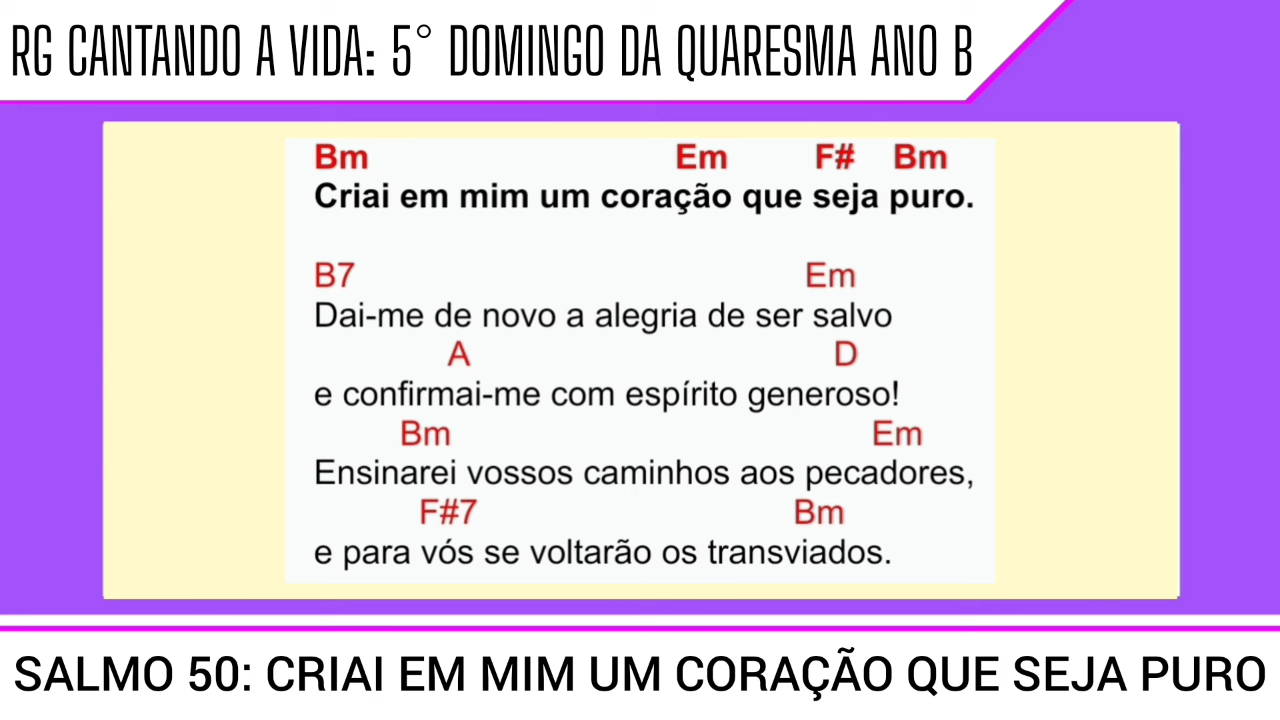 RG CANTANDO A VIDA: 5° DOMINGO DA QUARESMA ANO B
Bm Em F# Bm
Criai em mim um coração que seja puro.
B7 Em
Dai-me de novo a alegria de ser salvo
A D
e confirmai-me com espírito generoso!
Bm Em
Ensinarei vossos caminhos aos pecadores,
F#7 Bm
e para vós se voltarão os transviados.
SALMO 50: CRIAI EM MIM UM CORAÇÃO QUE SEJA PURO